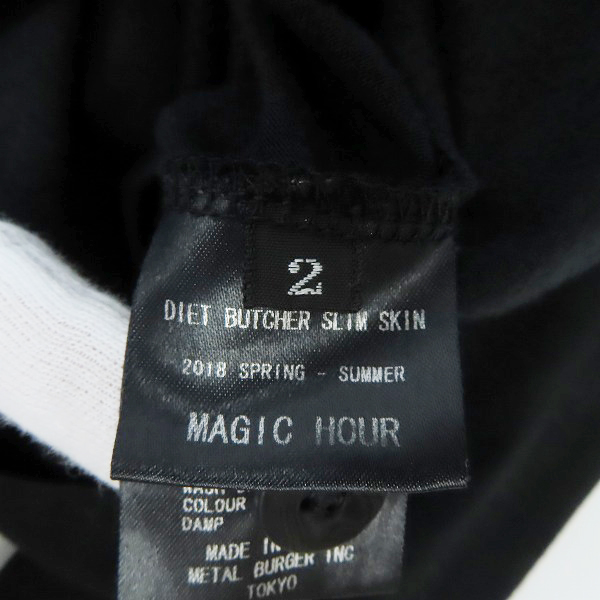 2
DIET BUTCHER SLIM SKIN
2018 SPRING - SUMMER
MAGIC HOUR
COLOUR
DAMP
MADE IN
METAL BURGER INC
TOKYO